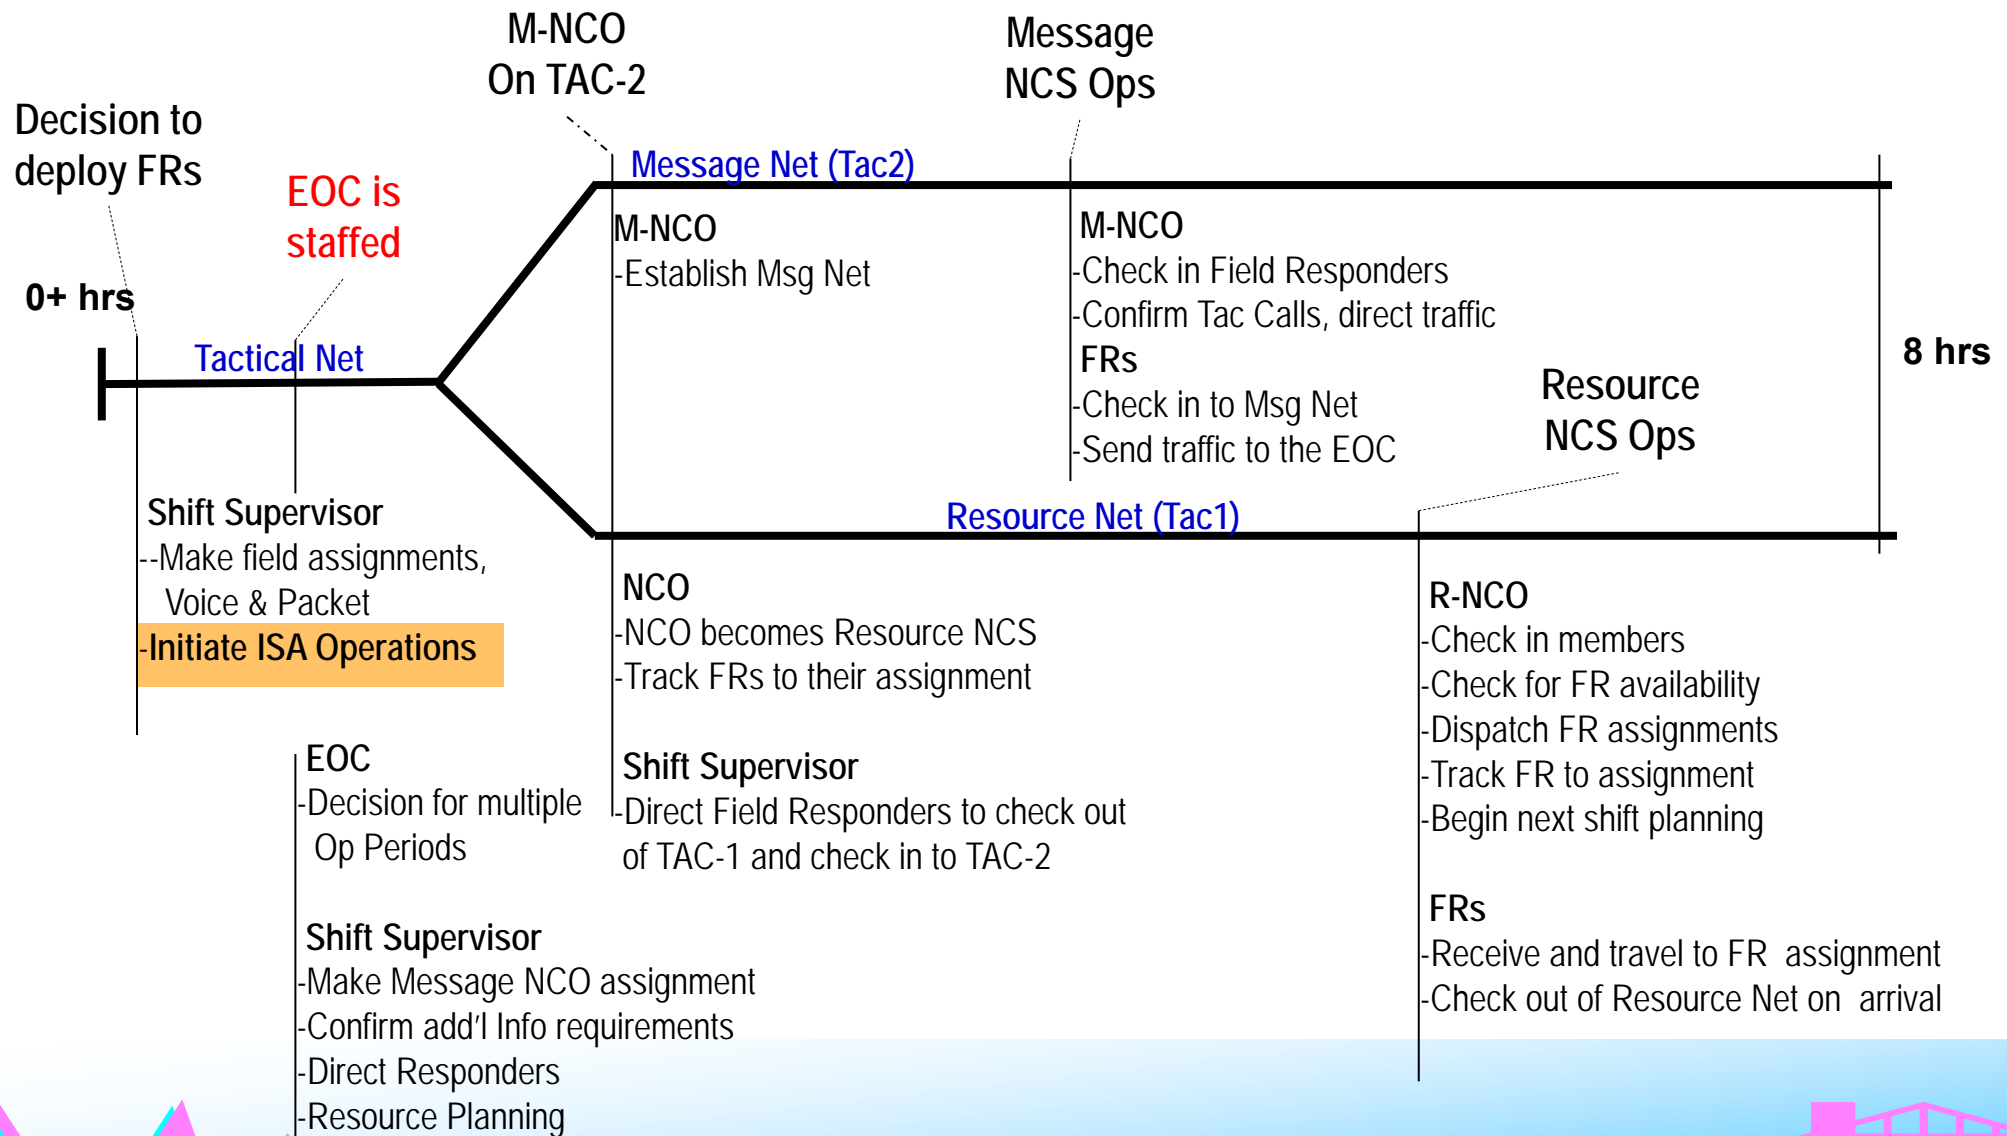 M-NCO
On TAC-2
Message
NCS Ops
Decision to
deploy FRs
EOC is
staffed
0+ hrs
Tactical Net
Message Net (Tac2)
M-NCO
-Establish Msg Net
M-NCO
-Check in Field Responders
-Confirm Tac Calls, direct traffic
FRs
-Check in to Msg Net
-Send traffic to the EOC
8 hrs
Resource
NCS Ops
Resource Net (Tac1)
Shift Supervisor
--Make field assignments,
Voice & Packet
-Initiate ISA Operations
EOC
-Decision for multiple
Op Periods
Shift Supervisor
-Make Message NCO assignment
-Confirm add'l Info requirements
-Direct Responders
-Resource Planning
NCO
-NCO becomes Resource NCS
-Track FRs to their assignment
Shift Supervisor
-Direct Field Responders to check out
of TAC-1 and check in to TAC-2
R-NCO
-Check in members
-Check for FR availability
-Dispatch FR assignments
-Track FR to assignment
-Begin next shift planning
FRs
-Receive and travel to FR assignment
-Check out of Resource Net on arrival